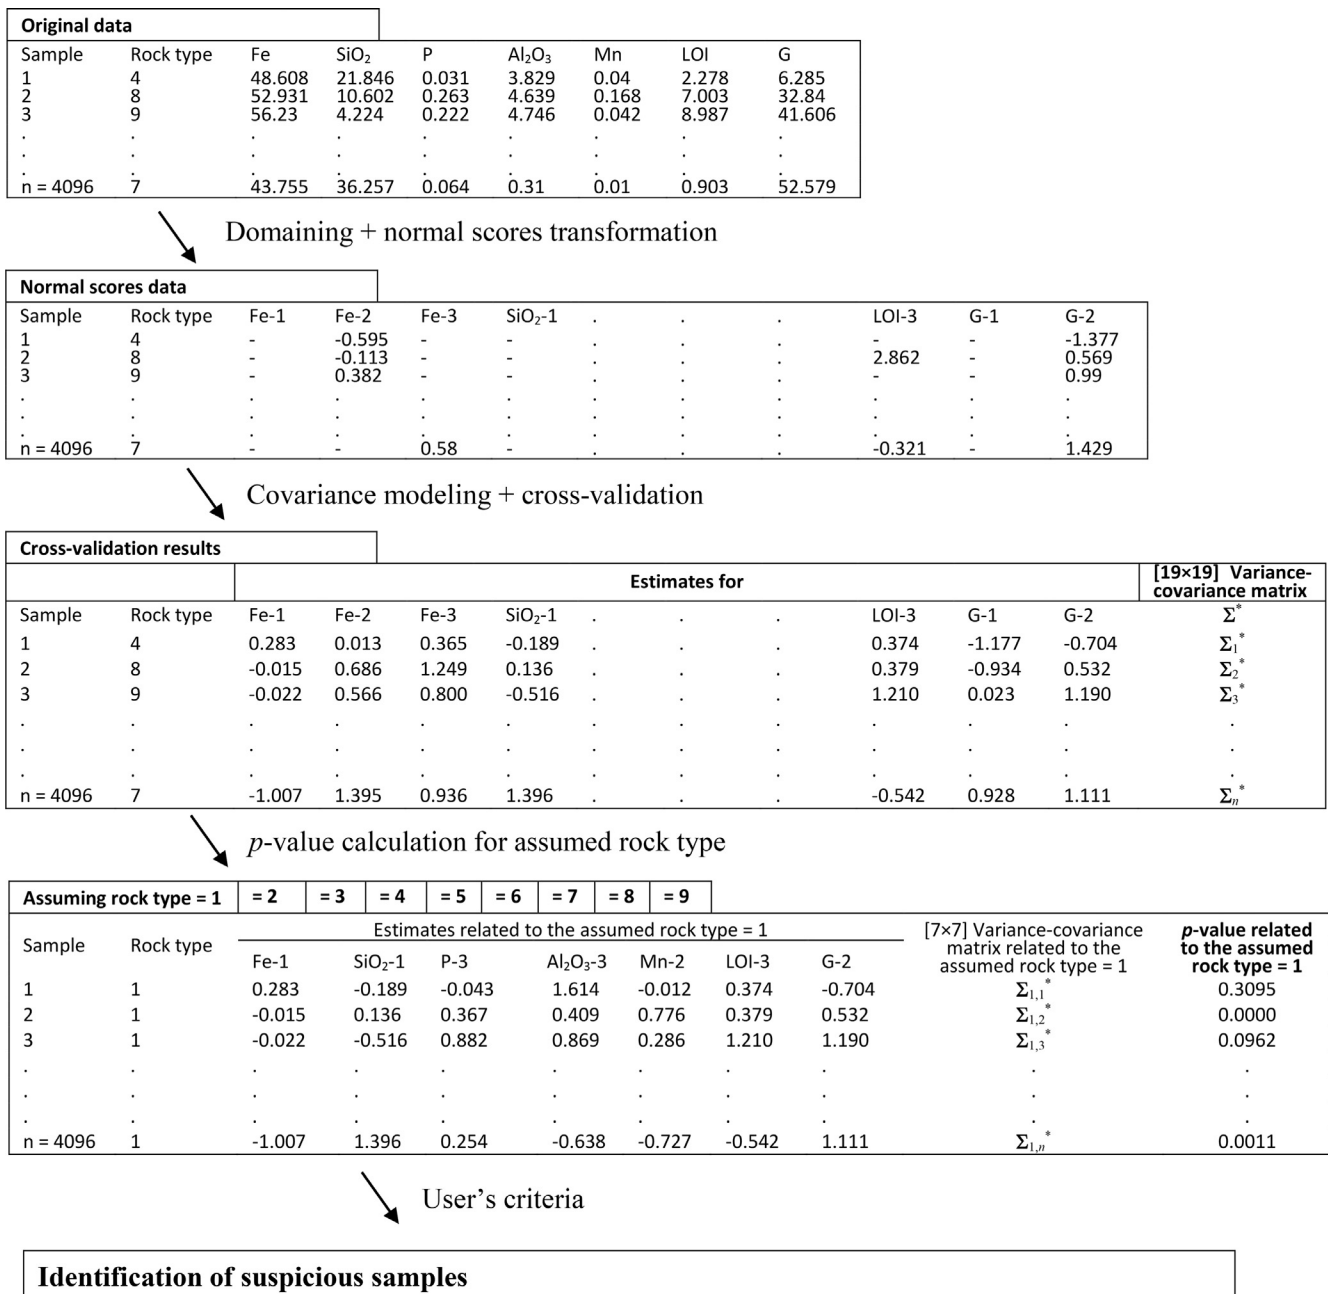 Original data
Sample Rock type Fe SiO₂ P Al₂O₃ Mn LOI G
1 4 48.608 21.846 0.031 3.829 0.04 2.278 6.285
2 8 52.931 10.602 0.263 4.639 0.168 7.003 32.84
3 9 56.23 4.224 0.222 4.746 0.042 8.987 41.606
. . . . . . . . .
. . . . . . . . .
. . . . . . . . .
n = 4096 7 43.755 36.257 0.064 0.31 0.01 0.903 52.579
Domaining + normal scores transformation
Normal scores data
Sample Rock type Fe-1 Fe-2 Fe-3 SiO₂-1 . . . LOI-3 G-1 G-2
1 4 - -0.595 - - . . . - - -1.377
2 8 - -0.113 - - . . . 2.862 - 0.569
3 9 - 0.382 - - . . . - - 0.99
. . . . . . . . . . . .
. . . . . . . . . . . .
. . . . . . . . . . . .
n = 4096 7 - - 0.58 - . . . -0.321 - 1.429
Covariance modeling + cross-validation
Cross-validation results
Estimates for [19×19] Variance-
covariance matrix
Sample Rock type Fe-1 Fe-2 Fe-3 SiO₂-1 . . . LOI-3 G-1 G-2 Σ*
1 4 0.283 0.013 0.365 -0.189 . . . 0.374 -1.177 -0.704 Σ₁*
2 8 -0.015 0.686 1.249 0.136 . . . 0.379 -0.934 0.532 Σ₂*
3 9 -0.022 0.566 0.800 -0.516 . . . 1.210 0.023 1.190 Σ₃*
. . . . . . . . . . . . .
. . . . . . . . . . . . .
. . . . . . . . . . . . .
n = 4096 7 -1.007 1.395 0.936 1.396 . . . -0.542 0.928 1.111 Σₙ*
p-value calculation for assumed rock type
Assuming rock type = 1 = 2 = 3 = 4 = 5 = 6 = 7 = 8 = 9
Sample Rock type Estimates related to the assumed rock type = 1 [7×7] Variance-covariance matrix related to the assumed rock type = 1 p-value related to the assumed rock type = 1
Fe-1 SiO₂-1 P-3 Al₂O₃-3 Mn-2 LOI-3 G-2
1 1 0.283 -0.189 -0.043 1.614 -0.012 0.374 -0.704 Σ₁,₁* 0.3095
2 1 -0.015 0.136 0.367 0.409 0.776 0.379 0.532 Σ₁,₂* 0.0000
3 1 -0.022 -0.516 0.882 0.869 0.286 1.210 1.190 Σ₁,₃* 0.0962
. . . . . . . . . . .
. . . . . . . . . . .
. . . . . . . . . . .
n = 4096 1 -1.007 1.396 0.254 -0.638 -0.727 -0.542 1.111 Σ₁,ₙ* 0.0011
User's criteria
Identification of suspicious samples